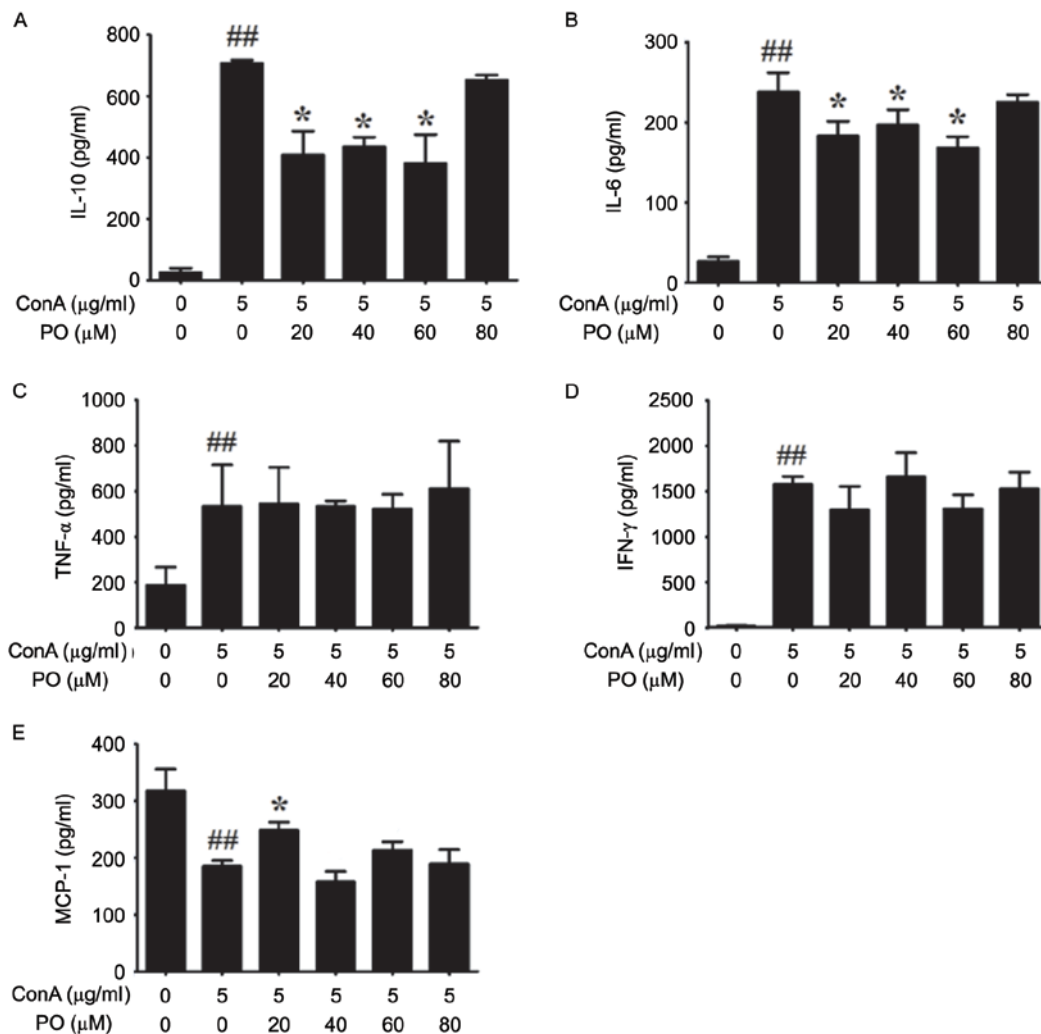 A
IL-10 (pg/ml)
800
600
400
200
0
##
*
*
*
ConA (μg/ml) 0 5 5 5 5 5
PO (μM) 0 0 20 40 60 80
B
IL-6 (pg/ml)
300
200
100
0
##
*
*
*
ConA (μg/ml) 0 5 5 5 5 5
PO (μM) 0 0 20 40 60 80
C
TNF-α (pg/ml)
1000
800
600
400
200
0
##
ConA (μg/ml) 0 5 5 5 5 5
PO (μM) 0 0 20 40 60 80
D
IFN-γ (pg/ml)
2500
2000
1500
1000
500
0
##
ConA (μg/ml) 0 5 5 5 5 5
PO (μM) 0 0 20 40 60 80
E
MCP-1 (pg/ml)
400
300
200
100
0
##
*
ConA (μg/ml) 0 5 5 5 5 5
PO (μM) 0 0 20 40 60 80